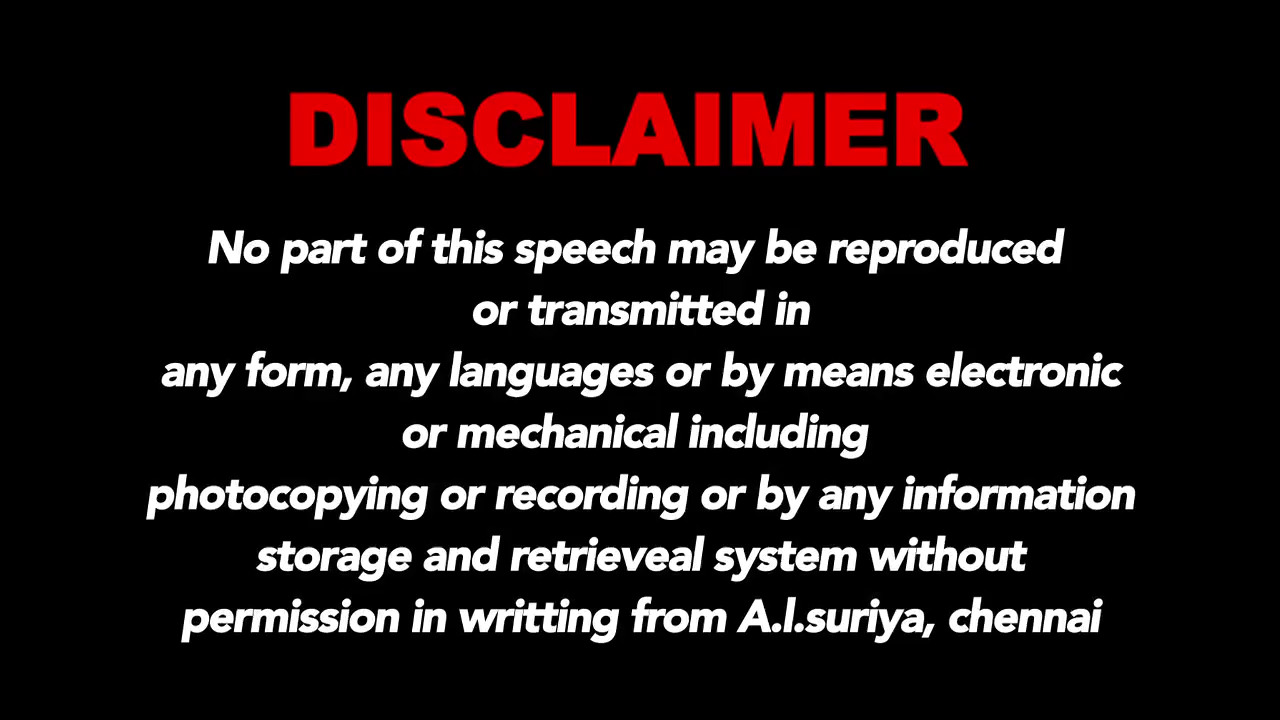 DISCLAIMER
No part of this speech may be reproduced
or transmitted in
any form, any languages or by means electronic
or mechanical including
photocopying or recording or by any information
storage and retrieveal system without
permission in writting from A.l.suriya, chennai